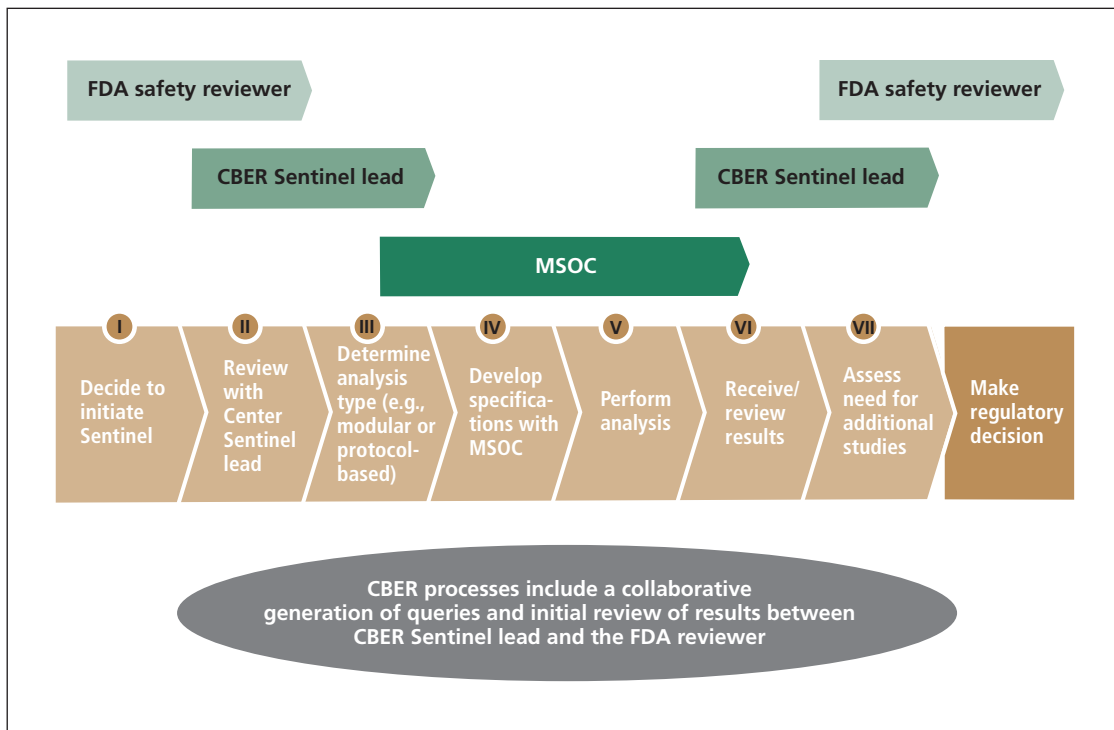 FDA safety reviewer
FDA safety reviewer
CBER Sentinel lead
CBER Sentinel lead
MSOC
I
Decide to
initiate
Sentinel
II
Review
with
Center
Sentinel
lead
III
Determine
analysis
type (e.g.,
modular or
protocol-
based)
IV
Develop
specifica-
tions with
MSOC
V
Perform
analysis
VI
Receive/
review
results
VII
Assess
need for
additional
studies
Make
regulatory
decision
CBER processes include a collaborative
generation of queries and initial review of results between
CBER Sentinel lead and the FDA reviewer